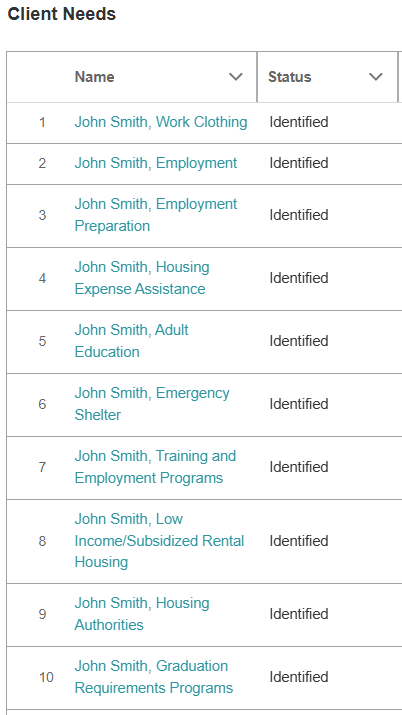 Client Needs
Name Status
1 John Smith, Work Clothing Identified
2 John Smith, Employment Identified
3 John Smith, Employment
Preparation Identified
4 John Smith, Housing
Expense Assistance Identified
5 John Smith, Adult
Education Identified
6 John Smith, Emergency
Shelter Identified
7 John Smith, Training and
Employment Programs Identified
8 John Smith, Low
Income/Subsidized Rental
Housing Identified
9 John Smith, Housing
Authorities Identified
10 John Smith, Graduation
Requirements Programs Identified